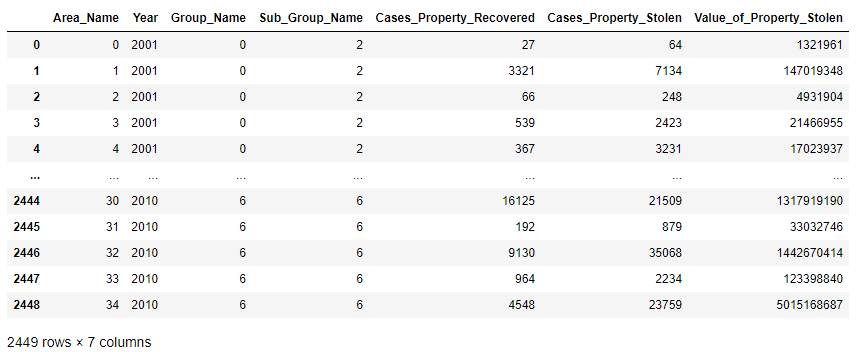 Area_Name Year Group_Name Sub_Group_Name Cases_Property_Recovered Cases_Property_Stolen Value_of_Property_Stolen
0 0 2001 0 2 27 64 1321961
1 1 2001 0 2 3321 7134 147019348
2 2 2001 0 2 66 248 4931904
3 3 2001 0 2 539 2423 21466955
4 4 2001 0 2 367 3231 17023937
... ... ... ... ... ... ... ...
2444 30 2010 6 6 16125 21509 1317919190
2445 31 2010 6 6 192 879 33032746
2446 32 2010 6 6 9130 35068 1442670414
2447 33 2010 6 6 964 2234 123398840
2448 34 2010 6 6 4548 23759 5015168687
2449 rows × 7 columns